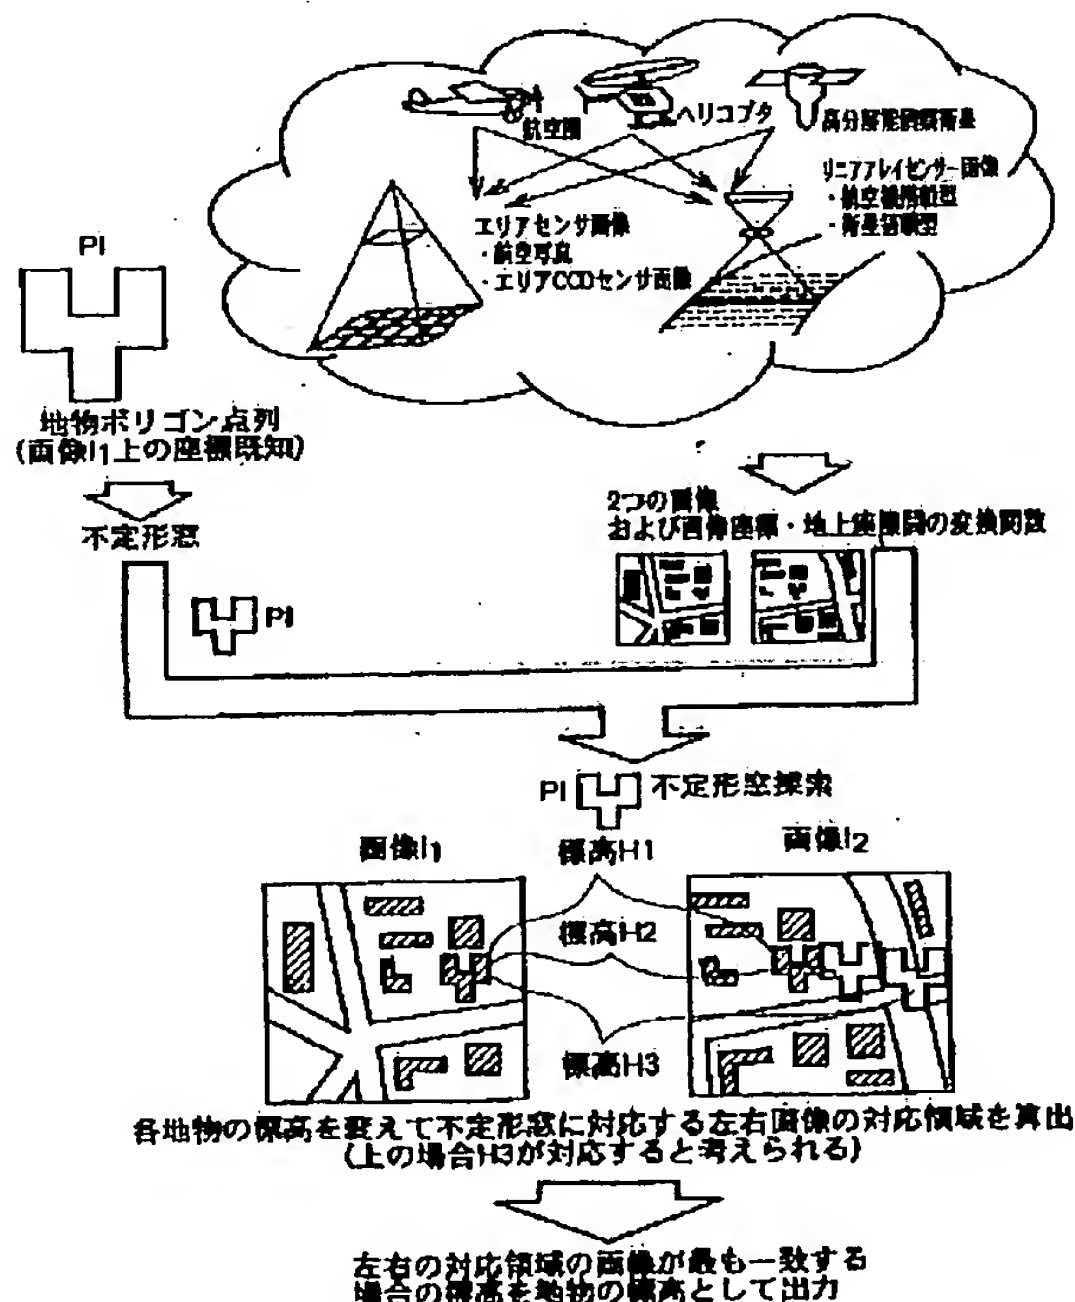 航空機
ヘリコプタ
高分解能偵察衛星
リニアアレイセンサー画像
・航空機搭載型
・衛星搭載型
エリアセンサ画像
・航空写真
・エリアCCDセンサ画像
PI
地物ポリゴン点列
(画像I1上の座標既知)
不定形窓
PI
2つの画像
および画像座標・地上座標間の変換関数
PI
不定形窓探索
画像I1
標高H1
画像I2
標高H2
標高H3
各地物の標高を変えて不定形窓に対応する左右画像の対応領域を算出
(上の場合H3が対応すると考えられる)
左右の対応領域の画像が最も一致する
場合の標高を地物の標高として出力